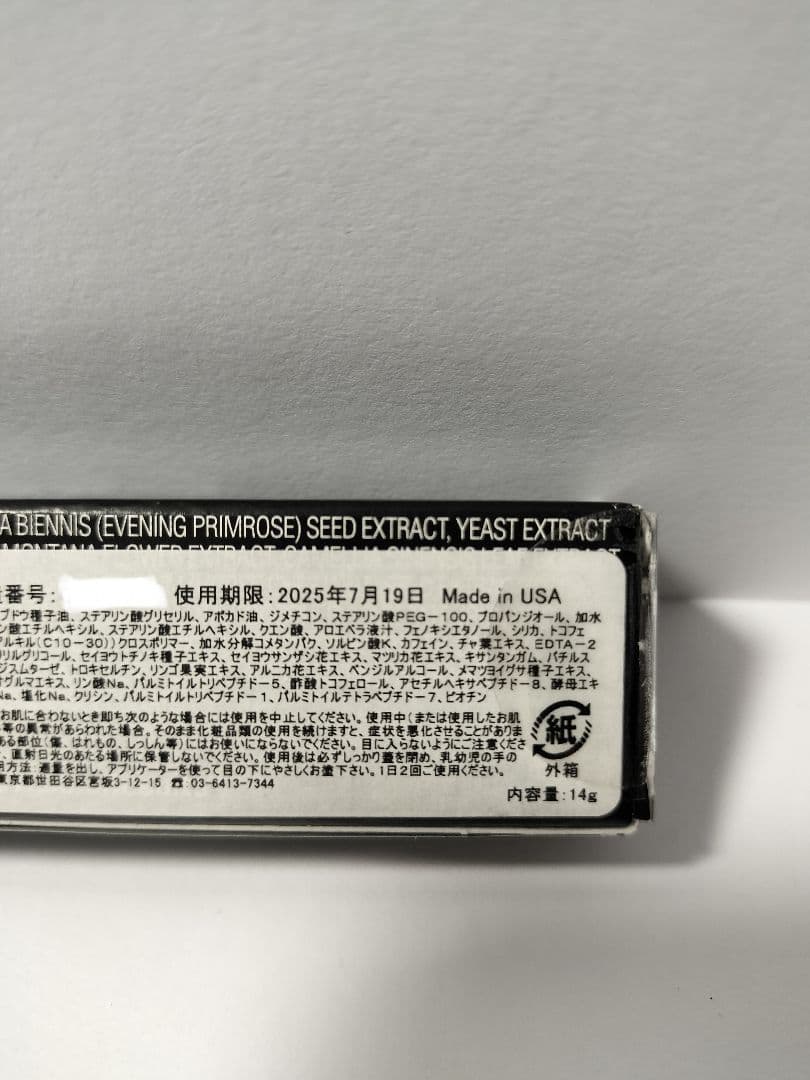 A BIENNIS (EVENING PRIMROSE) SEED EXTRACT, YEAST EXTRACT
MONTANA FLOWER EXTRACT, CAMELLIA SINENSIS LEAF EXTRACT
番号: 使用期限:2025年7月19日 Made in USA
ブドウ種子油、ステアリン酸グリセリル、アボカド油、ジメチコン、ステアリン酸PEG-100、プロパンジオール、加水
ン酸エチルヘキシル、ステアリン酸エチルヘキシル、クエン酸、アロエベラ液汁、フェノキシエタノール、シリカ、トコフェ
アルキル(C10-30))クロスポリマー、加水分解コメタンパク、ソルビン酸K、カフェイン、チャ葉エキス、EDTA-2
リルグリコール、セイヨウトチノキ種子エキス、セイヨウサンザシ花エキス、マツリカ花エキス、キサンタンガム、バチルス
ジスムターゼ、トロキセルチン、リンゴ果実エキス、アルニカ花エキス、ベンジルアルコール、メマツヨイグサ種子エキス、
オグルマエキス、リン酸Na、パルミトイルトリペプチド-5、酢酸トコフェロール、アセチルヘキサペプチド-8、酵母エキ
Na、塩化Na、クリシン、パルミトイルトリペプチド-1、パルミトイルテトラペプチド-7、ビオチン
お肌に合わないとき即ち次のような場合には使用を中止してください。使用中(または使用したお肌
等の異常があらわれた場合。そのまま化粧品類の使用を続けますと、症状を悪化させることがありま
ある部位(傷、はれもの、しっしん等)にはお使いにならないでください。目に入らないようにご注意くださ
、直射日光のあたる場所に保管しないでください。使用後は必ずしっかり蓋を閉め、乳幼児の手の
用方法:適量を出し、アプリケーターを使って目の下にやさしくお塗下さい。1日2回ご使用ください。
東京都世田谷区宮坂3-12-15 ☎:03-6413-7344
紙
外箱
内容量:14g